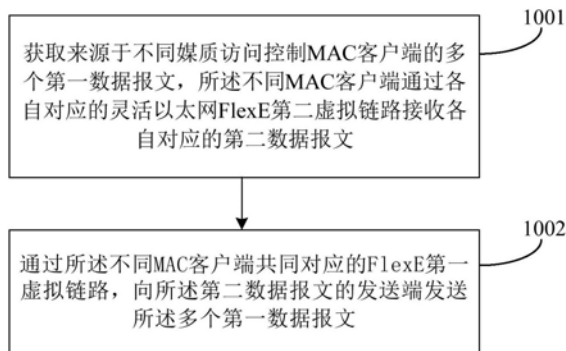 1001
获取来源于不同媒质访问控制MAC客户端的多
个第一数据报文，所述不同MAC客户端通过各
自对应的灵活以太网FlexE第二虚拟链路接收各
自对应的第二数据报文
1002
通过所述不同MAC客户端共同对应的FlexE第一
虚拟链路，向所述第二数据报文的发送端发送
所述多个第一数据报文